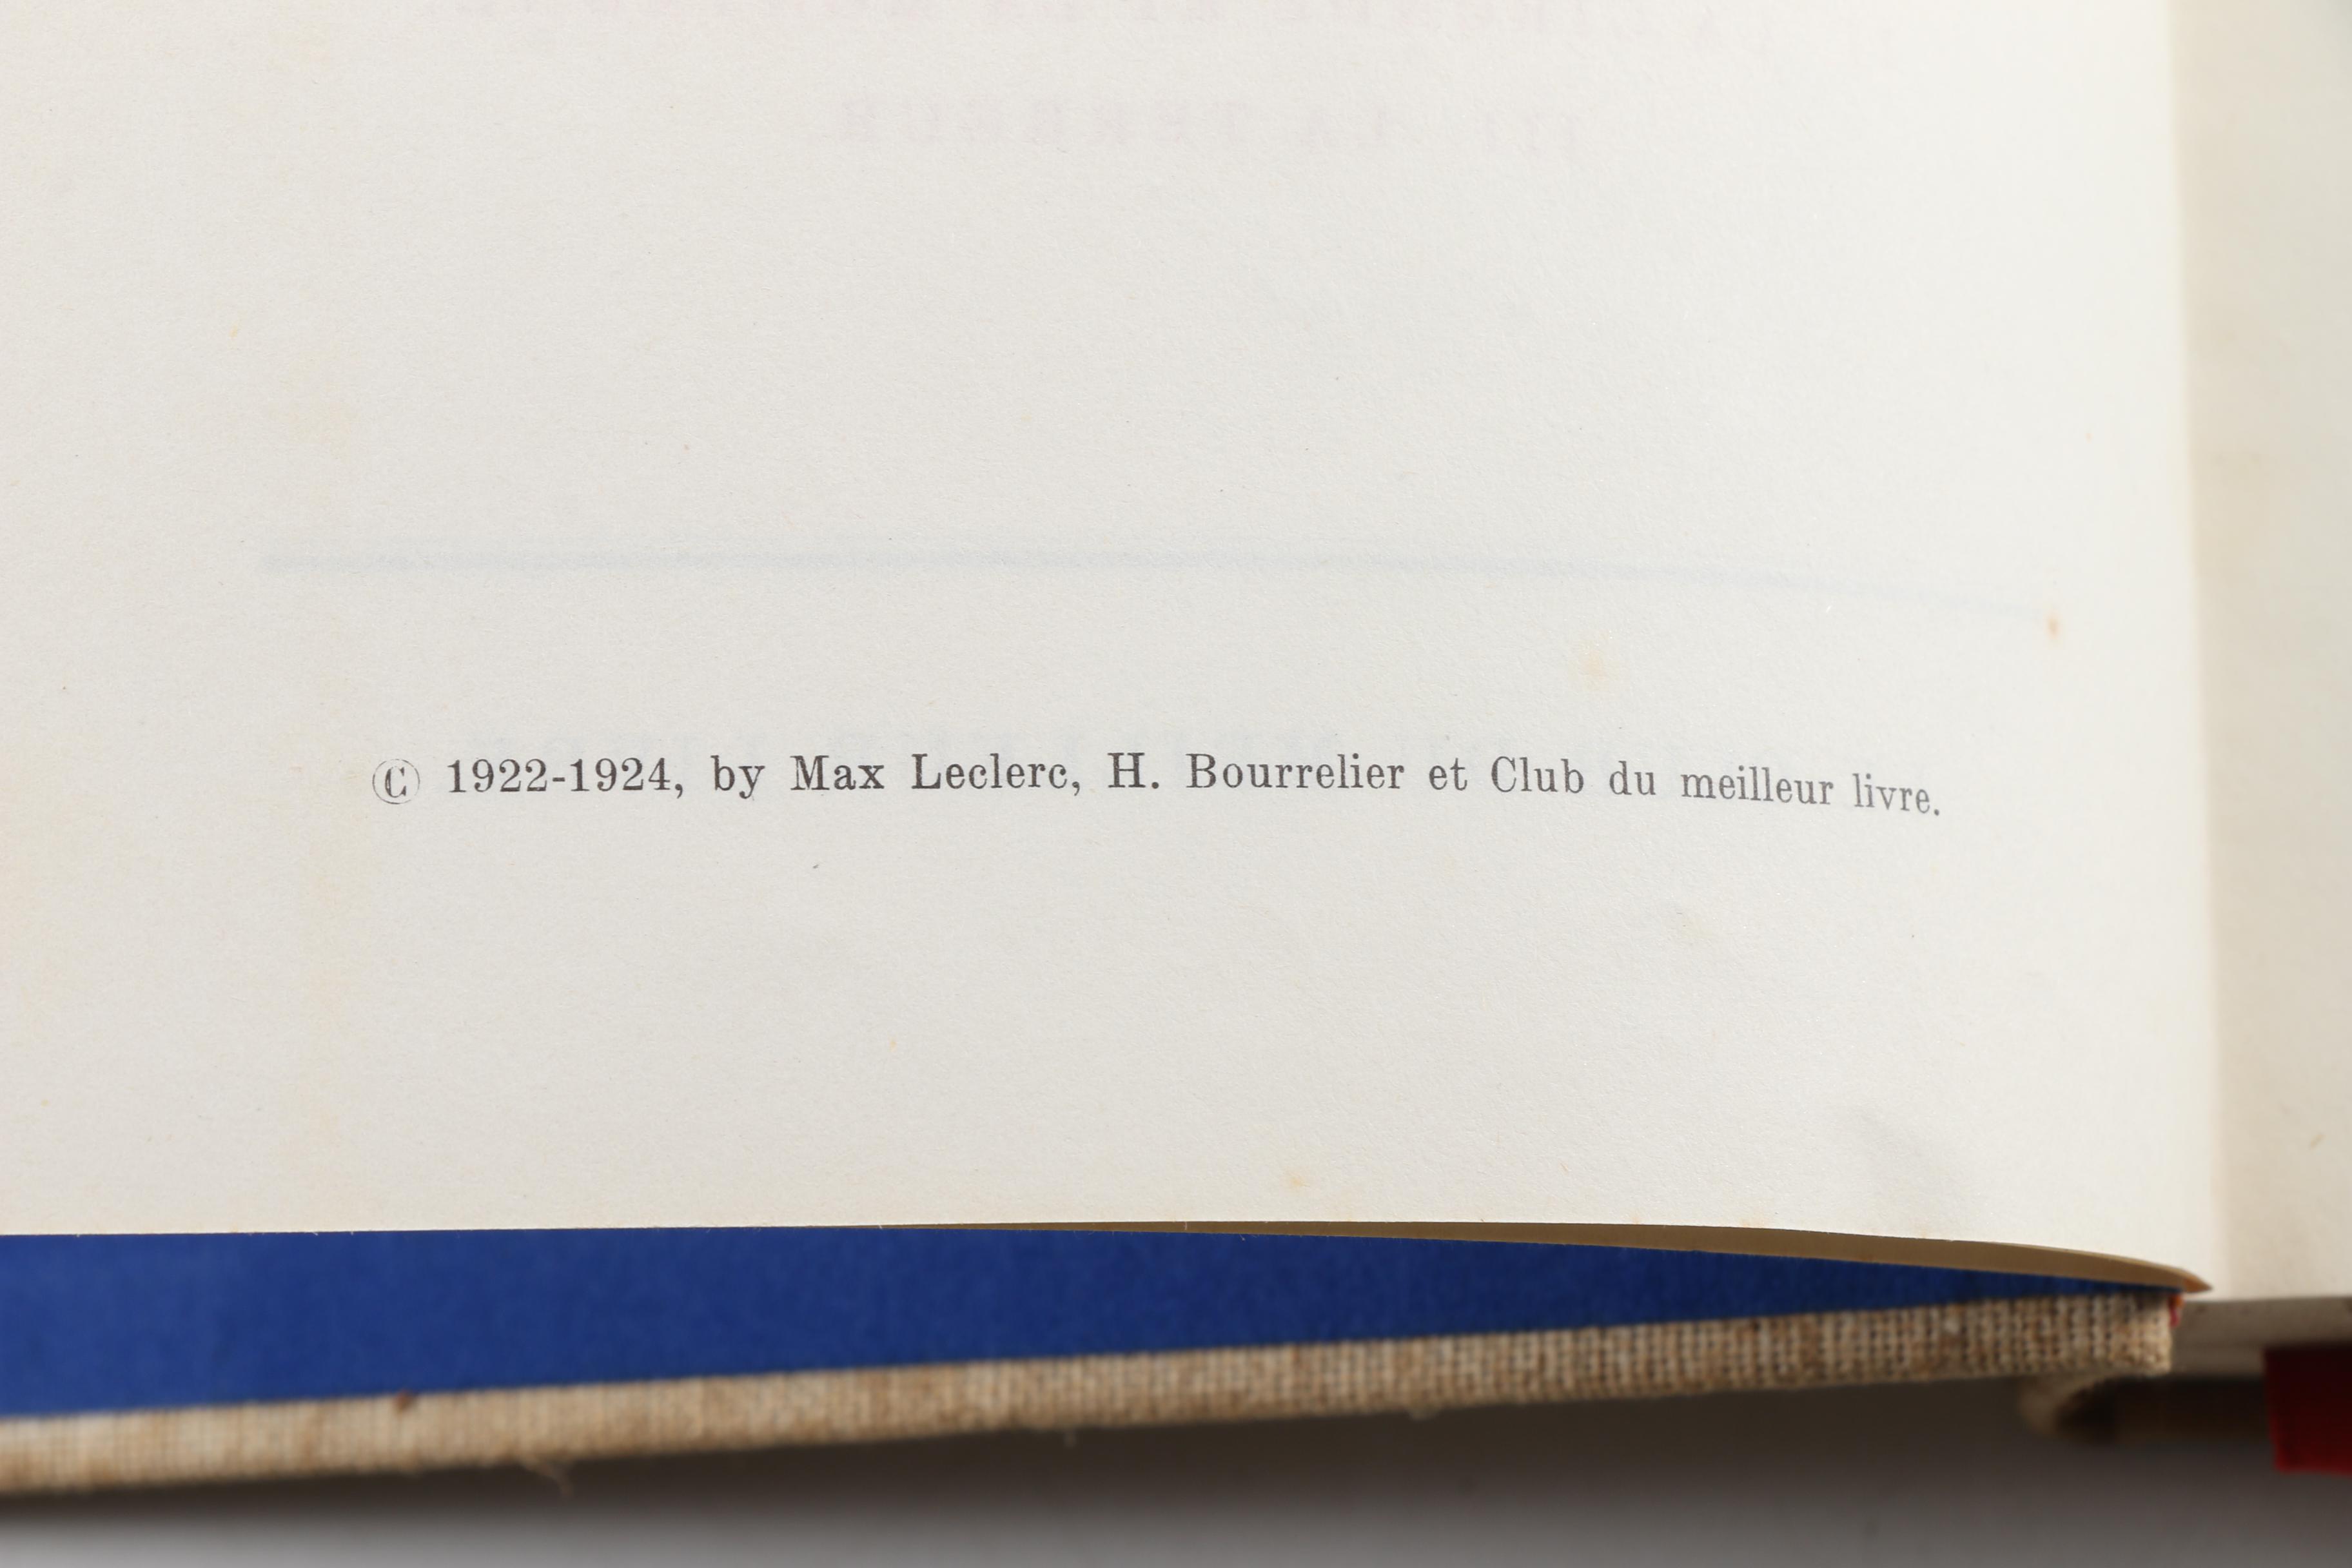 © 1922-1924, by Max Leclerc, H. Bourrelier et Club du meilleur livre.